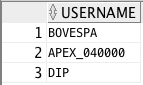 USERNAME
1 BOVESPA
2 APEX_040000
3 DIP